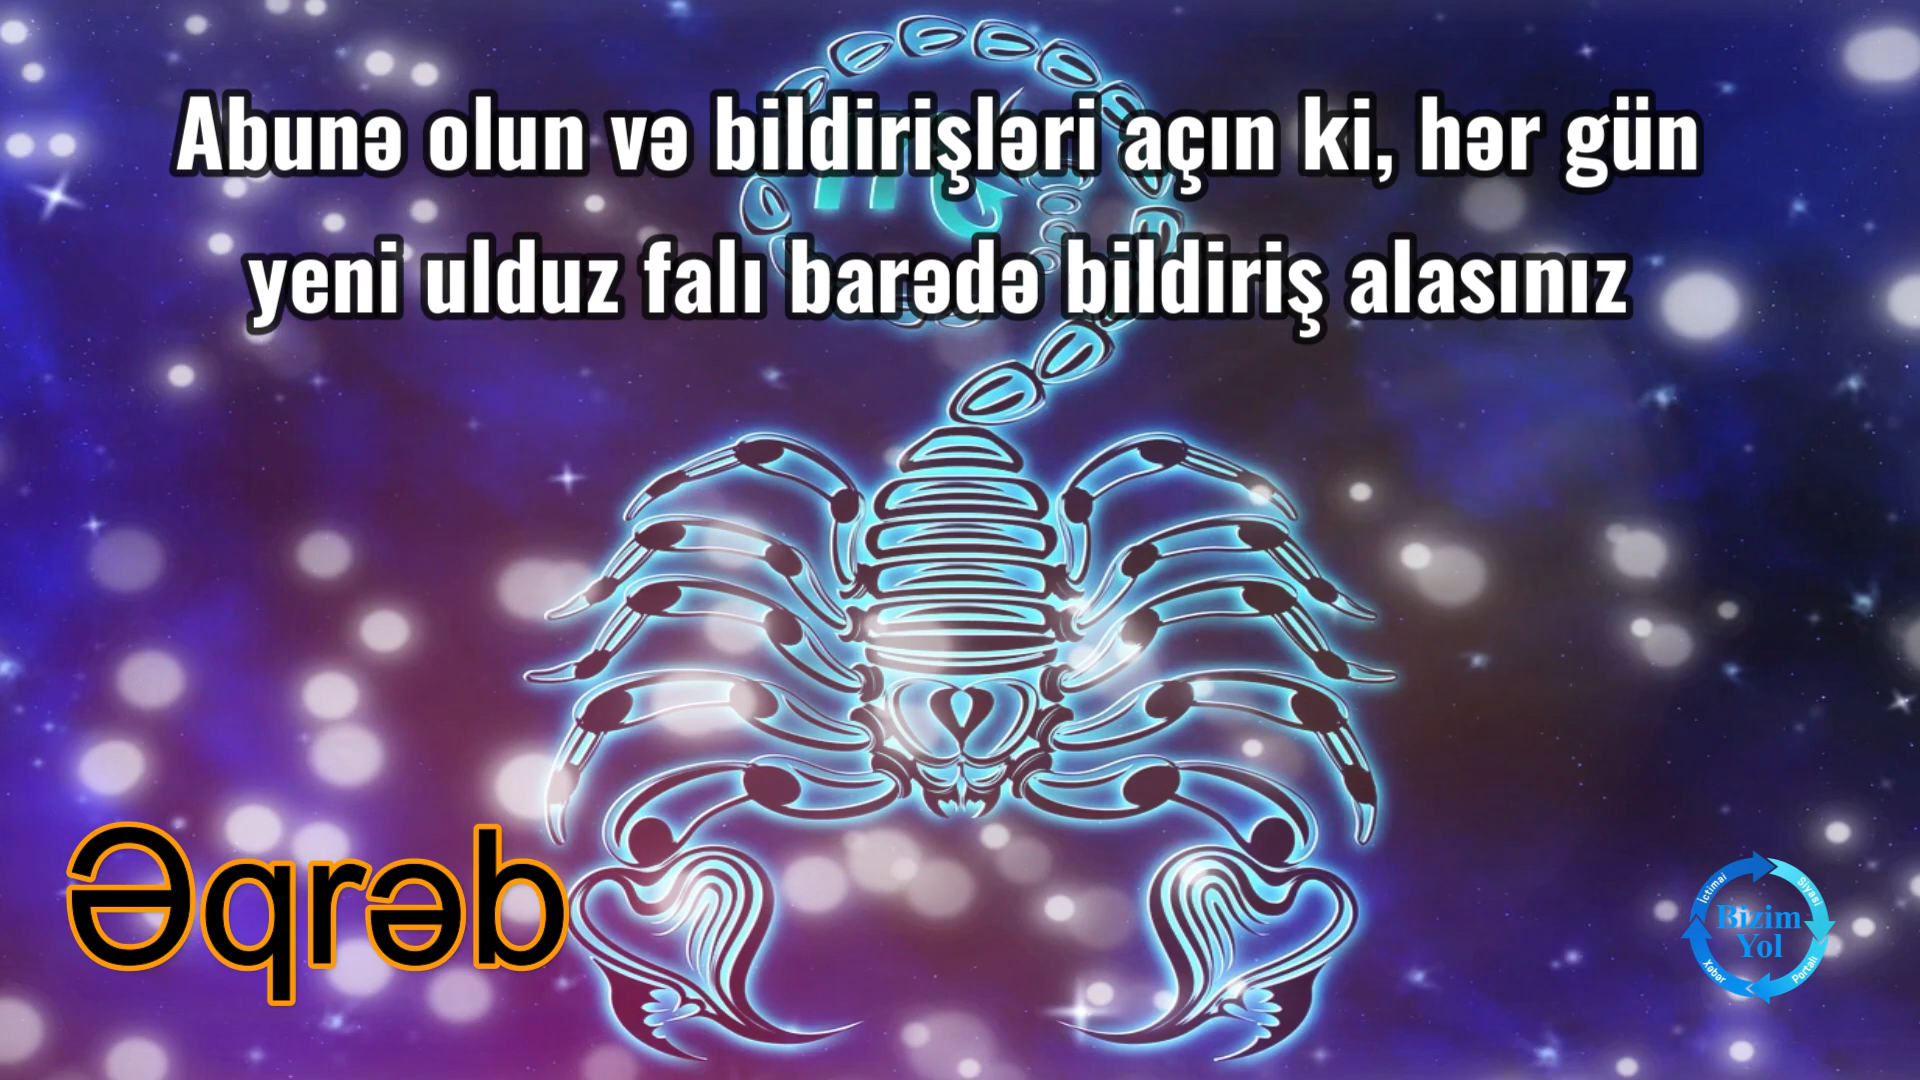 Abunə olun və bildirişləri açın ki, hər gün
yeni ulduz falı barədə bildiriş alasınız
Əqrəb
İctimai
Siyasi
Bizim
Yol
Xəbər
Portalı